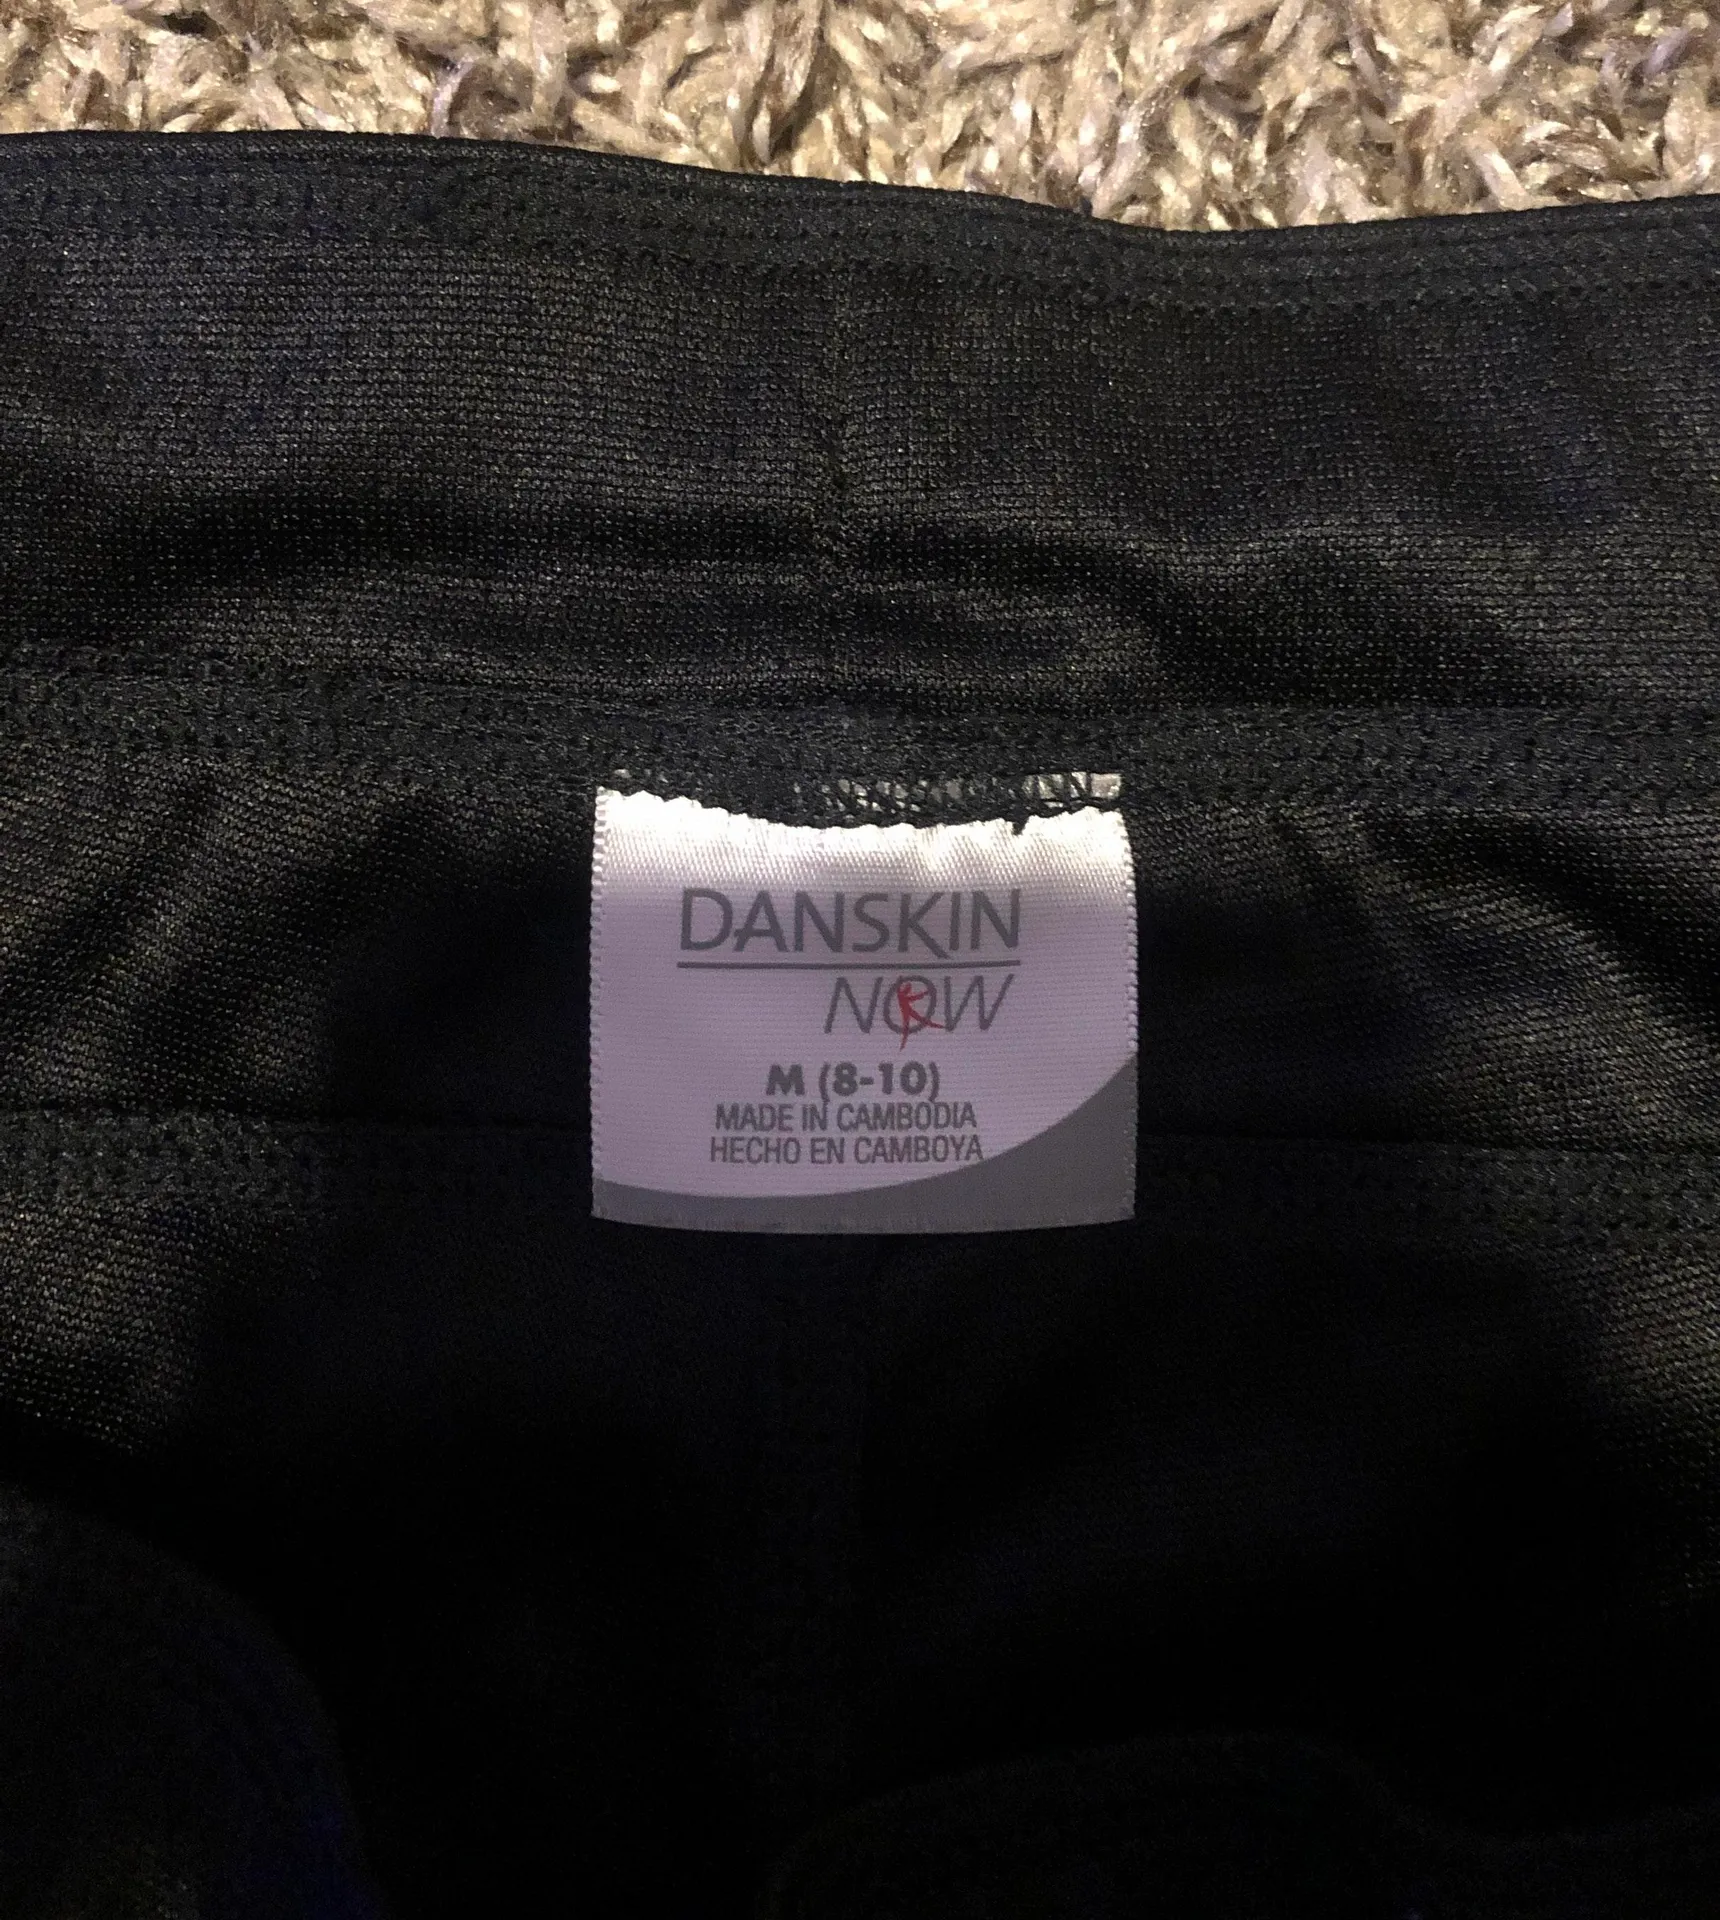 DANSKIN
NOW
M (8-10)
MADE IN CAMBODIA
HECHO EN CAMBOYA